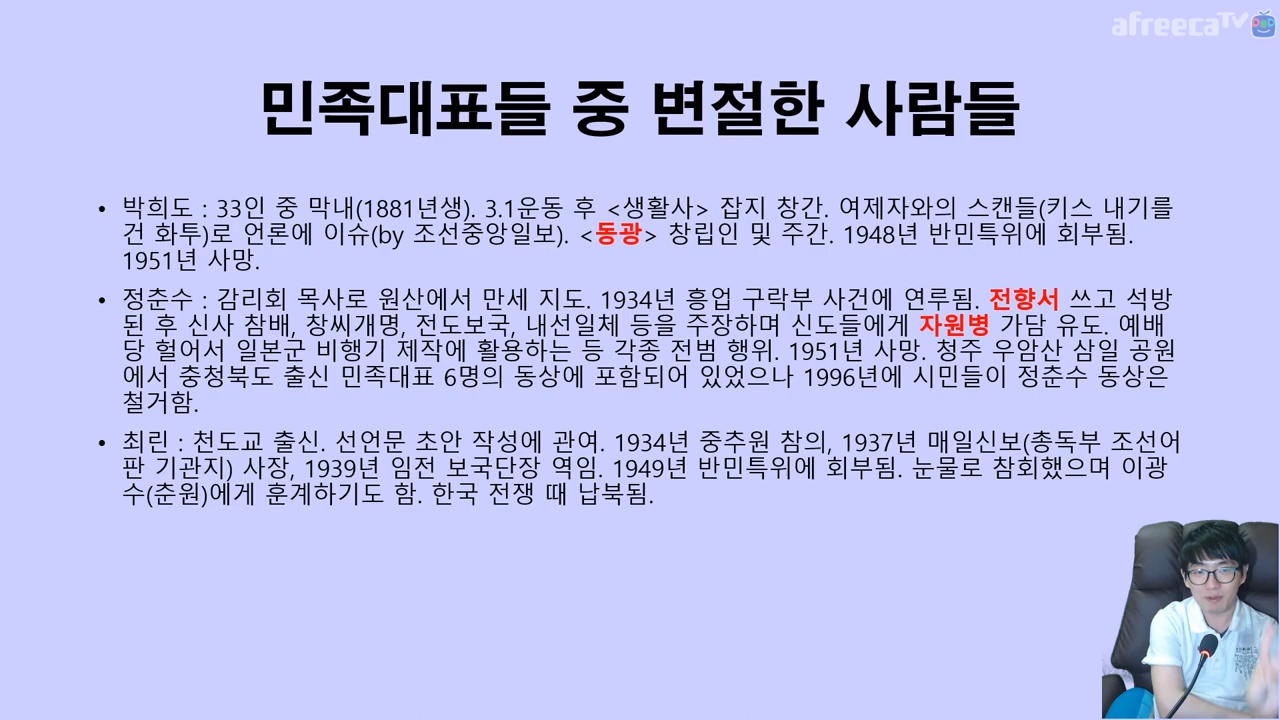 afreecaTV
민족대표들 중 변절한 사람들
• 박희도 : 33인 중 막내(1881년생). 3.1운동 후 <생활사> 잡지 창간. 여제자와의 스캔들(키스 내기를
건 화투)로 언론에 이슈(by 조선중앙일보). <동광> 창립인 및 주간. 1948년 반민특위에 회부됨.
1951년 사망.
• 정춘수 : 감리회 목사로 원산에서 만세 지도. 1934년 흥업 구락부 사건에 연루됨. 전향서 쓰고 석방
된 후 신사 참배, 창씨개명, 전도보국, 내선일체 등을 주장하며 신도들에게 자원병 가담 유도. 예배
당 헐어서 일본군 비행기 제작에 활용하는 등 각종 전범 행위. 1951년 사망. 청주 우암산 삼일 공원
에서 충청북도 출신 민족대표 6명의 동상에 포함되어 있었으나 1996년에 시민들이 정춘수 동상은
철거함.
• 최린 : 천도교 출신. 선언문 초안 작성에 관여. 1934년 중추원 참의, 1937년 매일신보(총독부 조선어
판 기관지) 사장, 1939년 임전 보국단장 역임. 1949년 반민특위에 회부됨. 눈물로 참회했으며 이광
수(춘원)에게 훈계하기도 함. 한국 전쟁 때 납북됨.